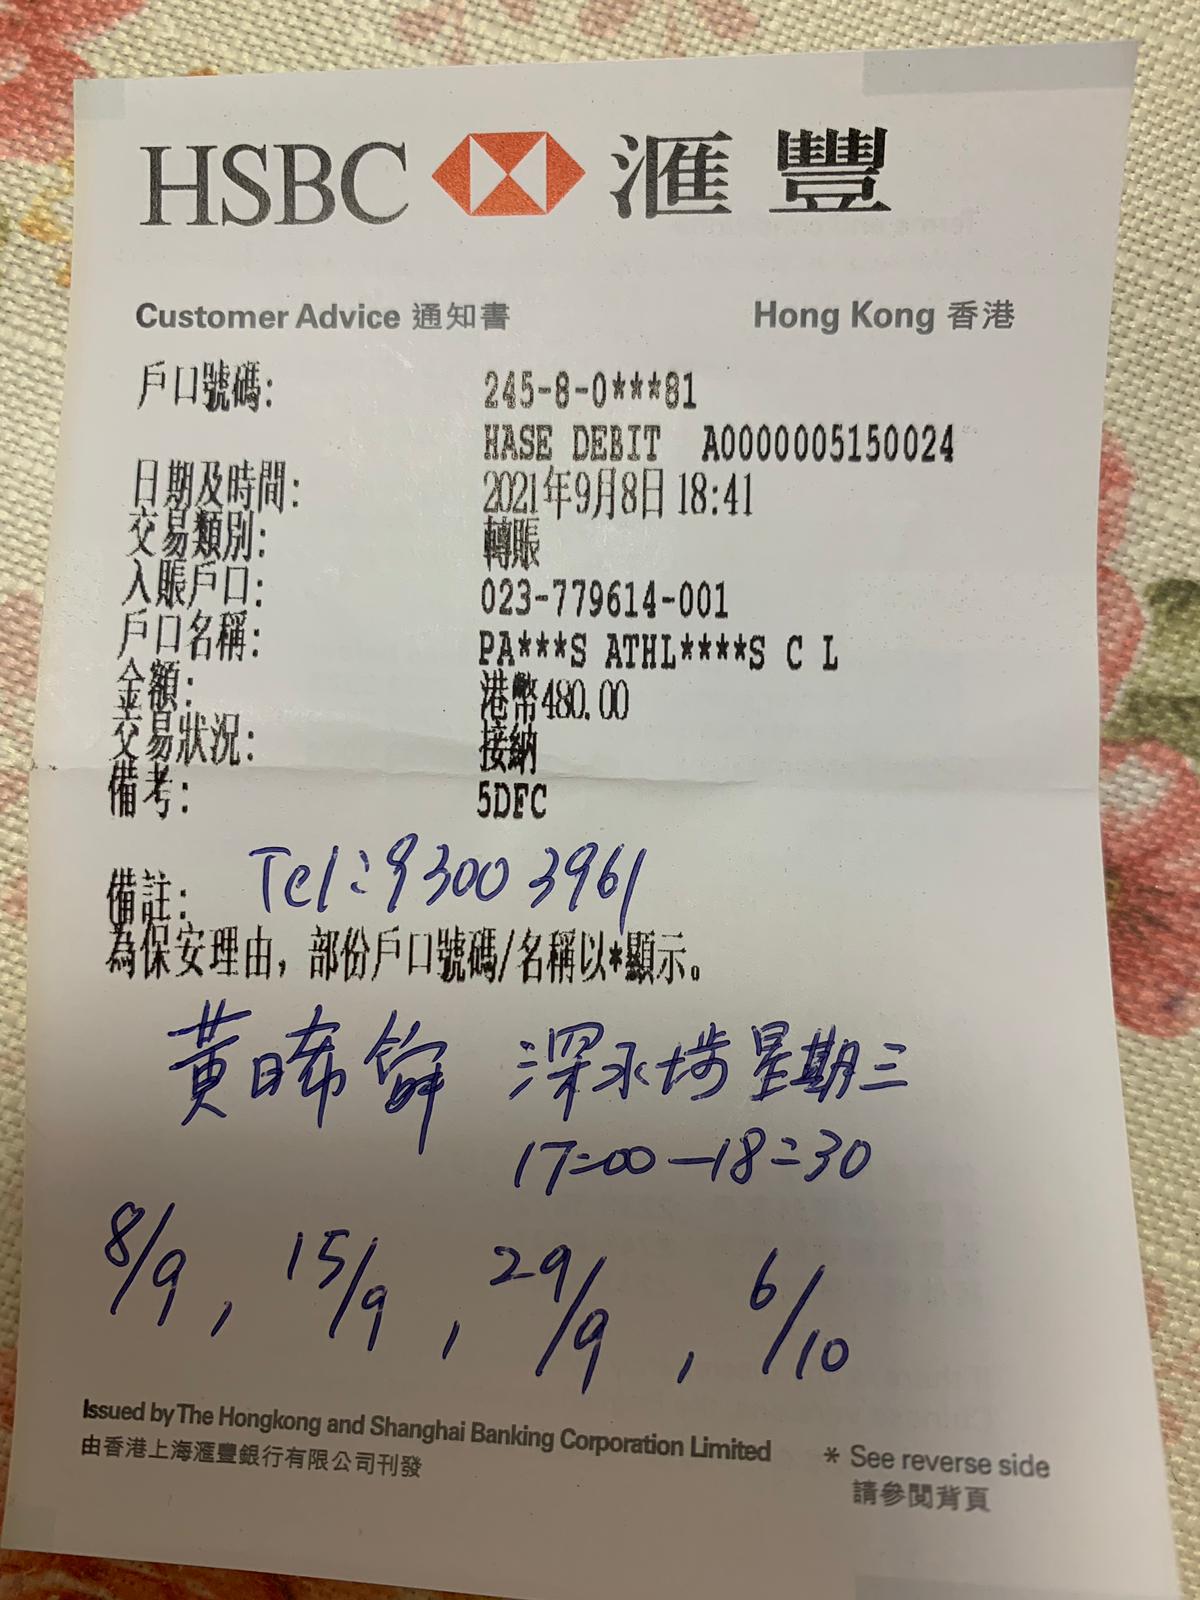 HSBC 滙豐
Customer Advice 通知書 Hong Kong 香港
戶口號碼: 245-8-0***81
HASE DEBIT A0000005150024
日期及時間: 2021年9月8日 18:41
交易類別: 轉賬
入賬戶口: 023-779614-001
戶口名稱: PA***S ATHL****S C L
金額: 港幣480.00
交易狀況: 接納
備考: 5DFC
Tel: 9300 3961
備註:
為保安理由, 部份戶口號碼/名稱以*顯示。
黃晞 深水埗星期三
17:00-18:30
8/9, 15/9, 29/9, 6/10
Issued by The Hongkong and Shanghai Banking Corporation Limited
由香港上海滙豐銀行有限公司刊發
* See reverse side
請參閱背頁